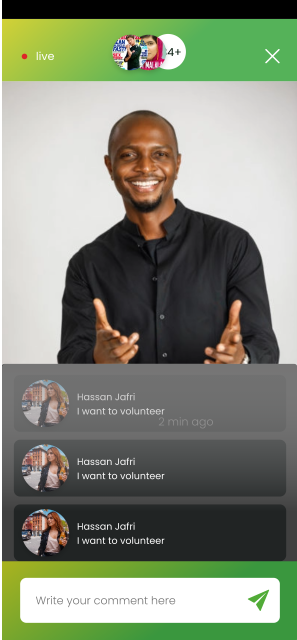 live
4+
Hassan Jafri
I want to volunteer
2 min ago
Hassan Jafri
I want to volunteer
Hassan Jafri
I want to volunteer
Write your comment here